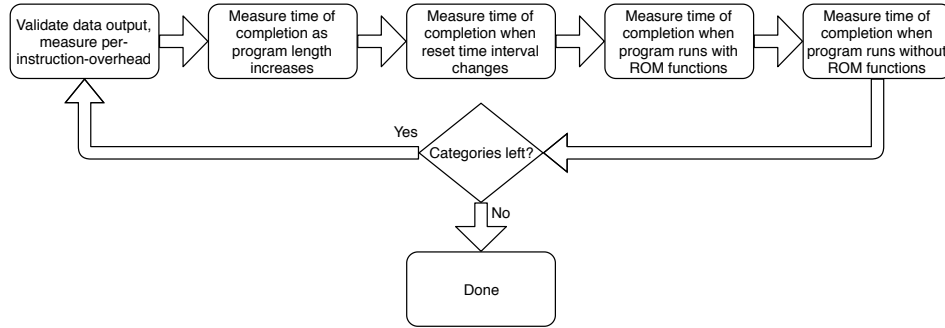 Validate data output,
measure per-
instruction-overhead
Measure time of
completion as
program length
increases
Measure time of
completion when
reset time interval
changes
Measure time of
completion when
program runs with
ROM functions
Measure time of
completion when
program runs without
ROM functions
Yes
Categories left?
No
Done